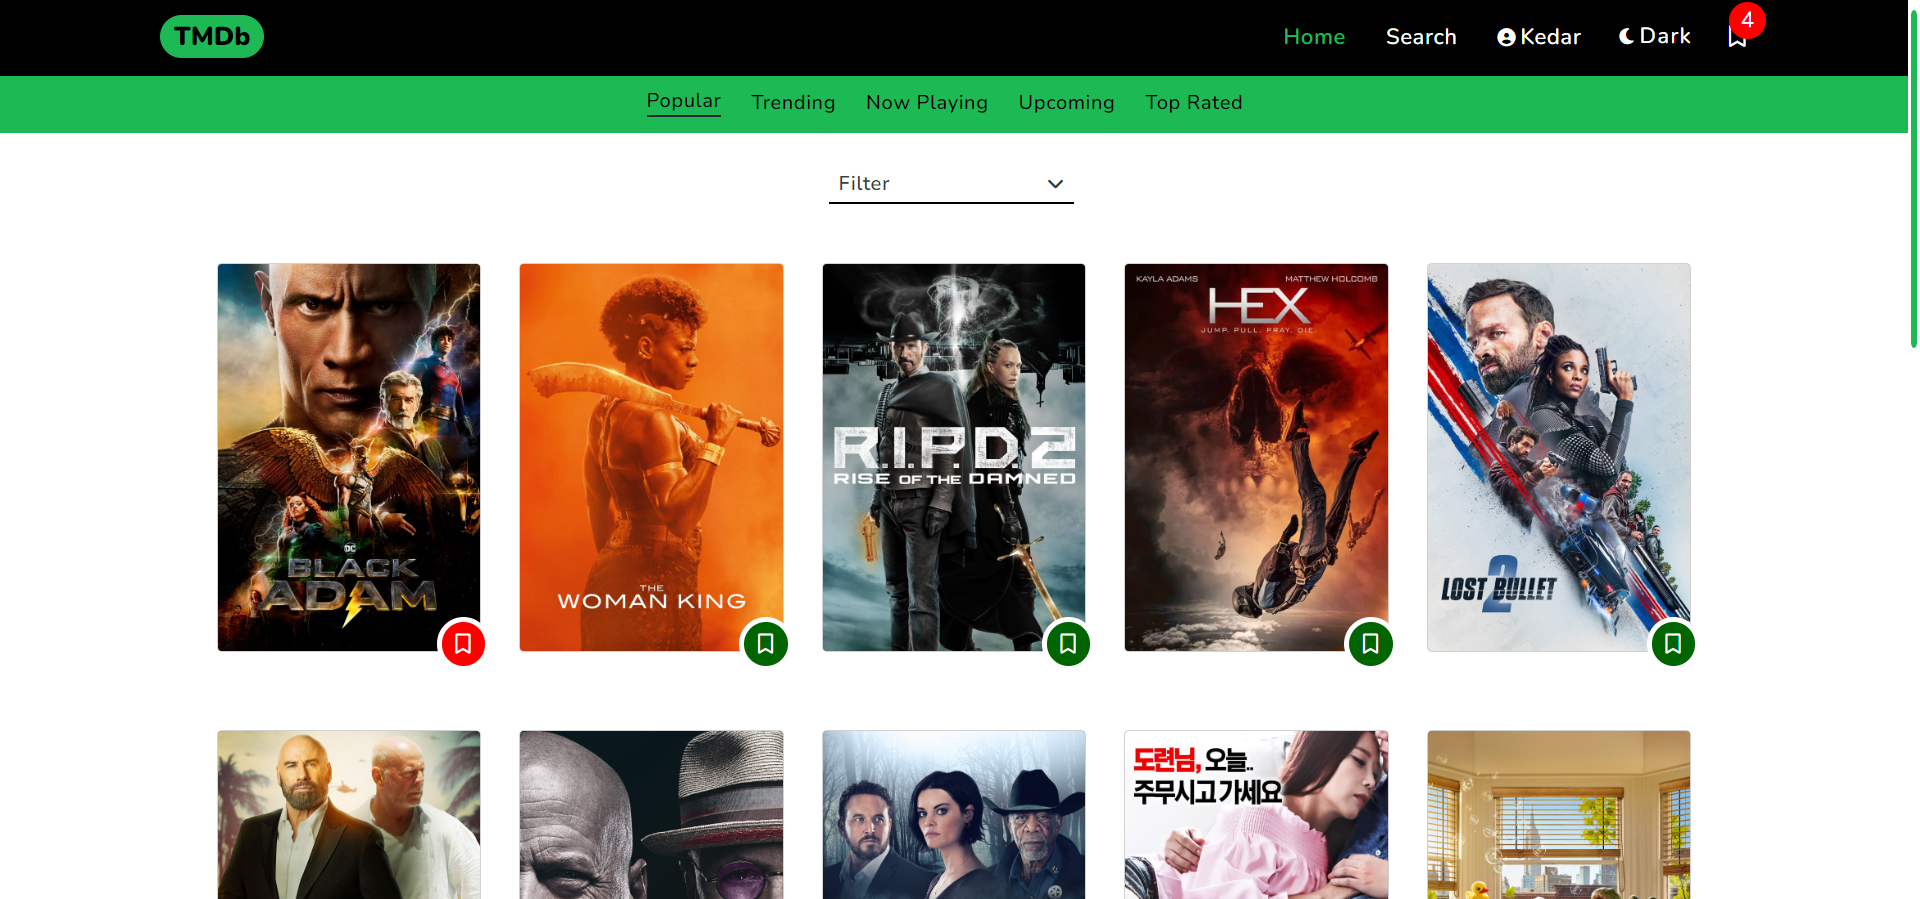 TMDb
Home Search Kedar Dark 4
Popular Trending Now Playing Upcoming Top Rated
Filter
DC
BLACK
ADAM
THE
WOMAN KING
R.I.P.D.2
RISE OF THE DAMNED
KAYLA ADAMS MATTHEW HOLCOMB
HEX
JUMP. PULL. PRAY. DIE.
LOST BULLET
2
도련님, 오늘..
주무시고 가세요